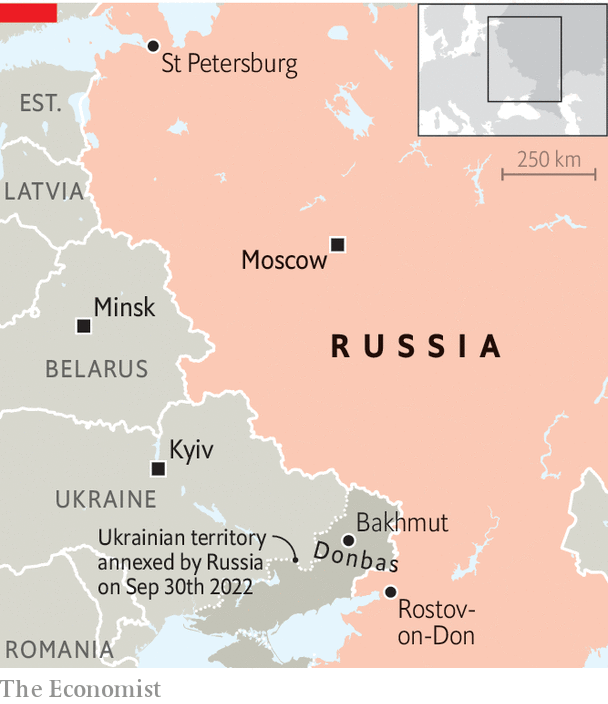 St Petersburg
EST.
250 km
LATVIA
Moscow
Minsk
RUSSIA
BELARUS
Kyiv
UKRAINE
Bakhmut
Ukrainian territory
annexed by Russia
on Sep 30th 2022
Donbas
Rostov-
on-Don
ROMANIA
The Economist